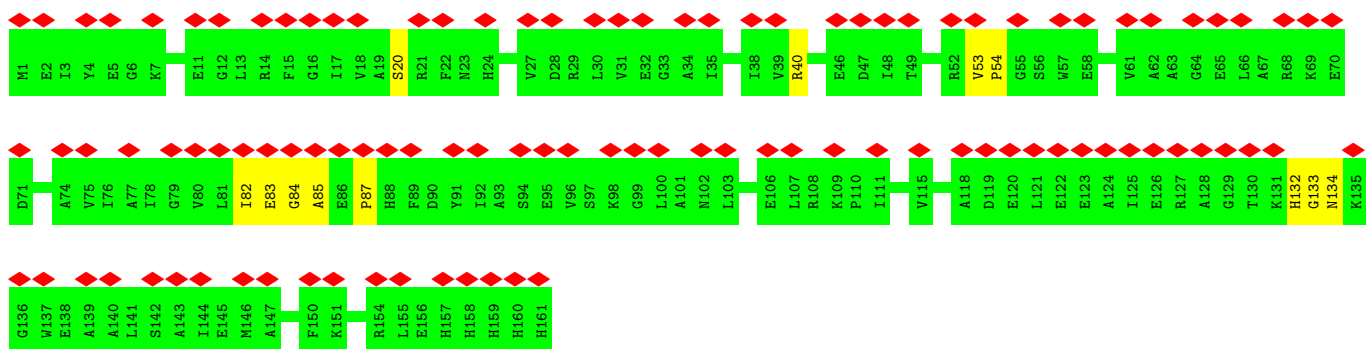 M1 E2 I3 Y4 E5 G6 K7 E11 G12 L13 R14 F15 G16 I17 V18 A19 S20 R21 F22 N23 H24 V27 D28 R29 L30 V31 E32 G33 A34 I35 I38 V39 R40 E46 D47 I48 T49 R52 V53 P54 G55 S56 W57 E58 V61 A62 A63 G64 E65 L66 A67 R68 K69 E70
D71 A74 V75 I76 A77 I78 G79 V80 L81 I82 E83 G84 A85 E86 P87 H88 F89 D90 Y91 I92 A93 S94 E95 V96 S97 K98 G99 L100 A101 N102 L103 E106 L107 R108 K109 P110 I111 V115 A118 D119 E120 L121 E122 E123 A124 I125 E126 R127 A128 G129 T130 K131 H132 G133 N134 K135
G136 W137 E138 A139 A140 L141 S142 A143 I144 E145 M146 A147 F150 K151 R154 L155 E156 H157 H158 H159 H160 H161